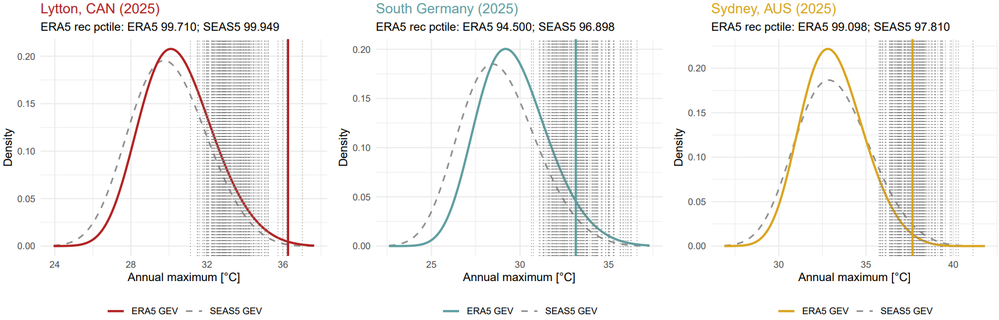 Lytton, CAN (2025)
ERA5 rec pctile: ERA5 99.710; SEAS5 99.949
Density
0.20
0.15
0.10
0.05
0.00
24
28
32
36
Annual maximum [°C]
ERA5 GEV
SEAS5 GEV
South Germany (2025)
ERA5 rec pctile: ERA5 94.500; SEAS5 96.898
Density
0.20
0.15
0.10
0.05
0.00
25
30
35
Annual maximum [°C]
ERA5 GEV
SEAS5 GEV
Sydney, AUS (2025)
ERA5 rec pctile: ERA5 99.098; SEAS5 97.810
Density
0.20
0.15
0.10
0.05
0.00
30
35
40
Annual maximum [°C]
ERA5 GEV
SEAS5 GEV